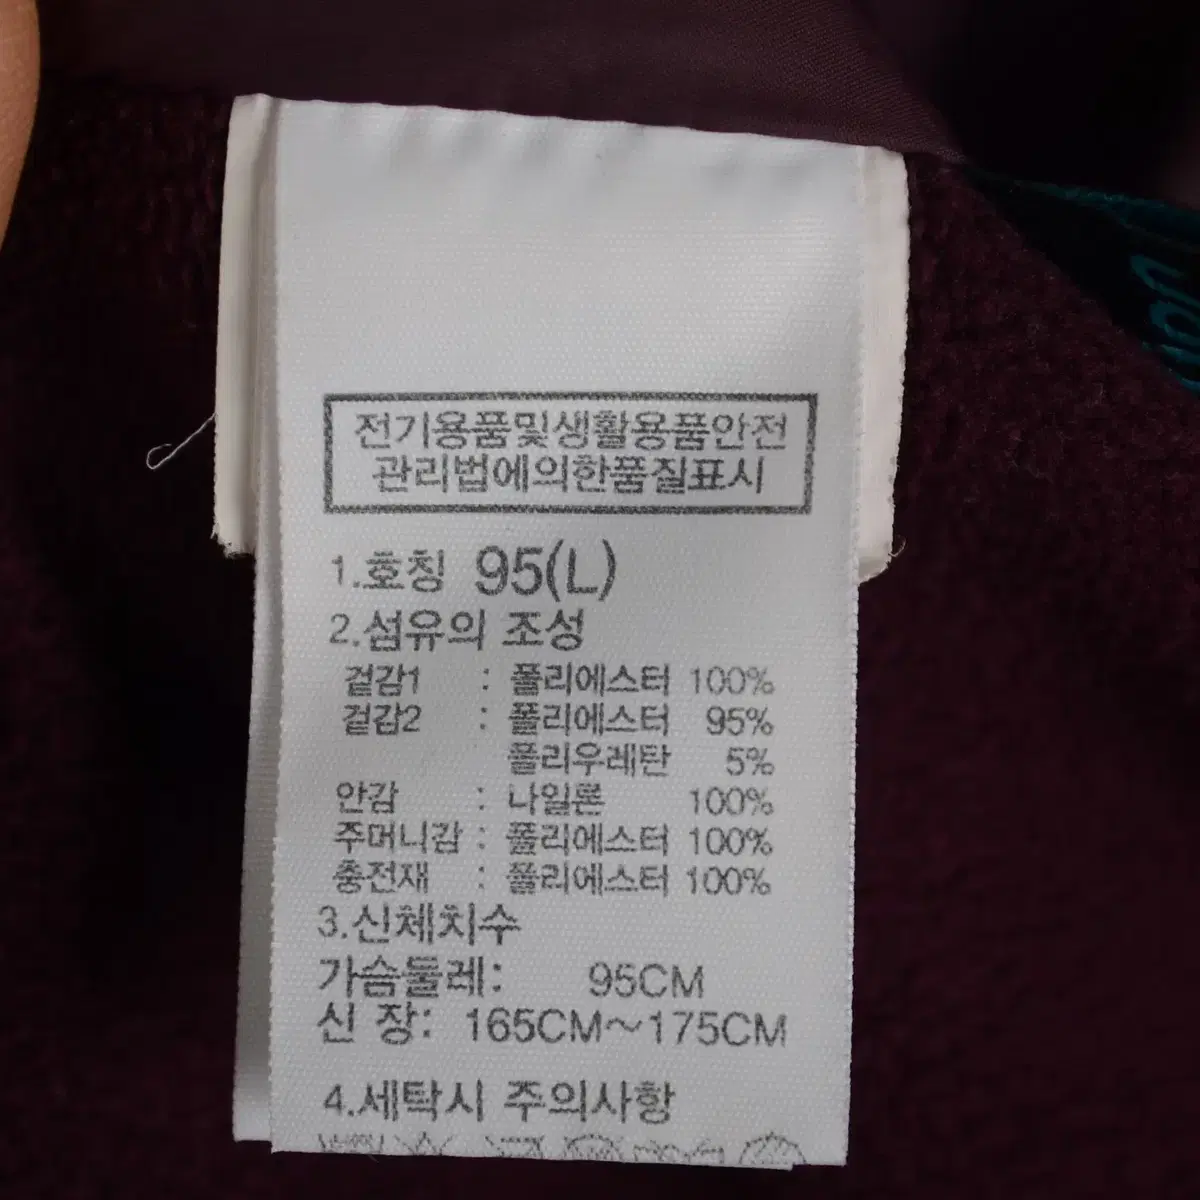 전기용품및생활용품안전
관리법에의한품질표시
1.호칭 95(L)
2.섬유의 조성
겉감1 : 폴리에스터 100%
겉감2 : 폴리에스터 95%
폴리우레탄 5%
안감 : 나일론 100%
주머니감 : 폴리에스터 100%
충전재 : 폴리에스터 100%
3.신체치수
가슴둘레: 95CM
신 장: 165CM~175CM
4.세탁시 주의사항